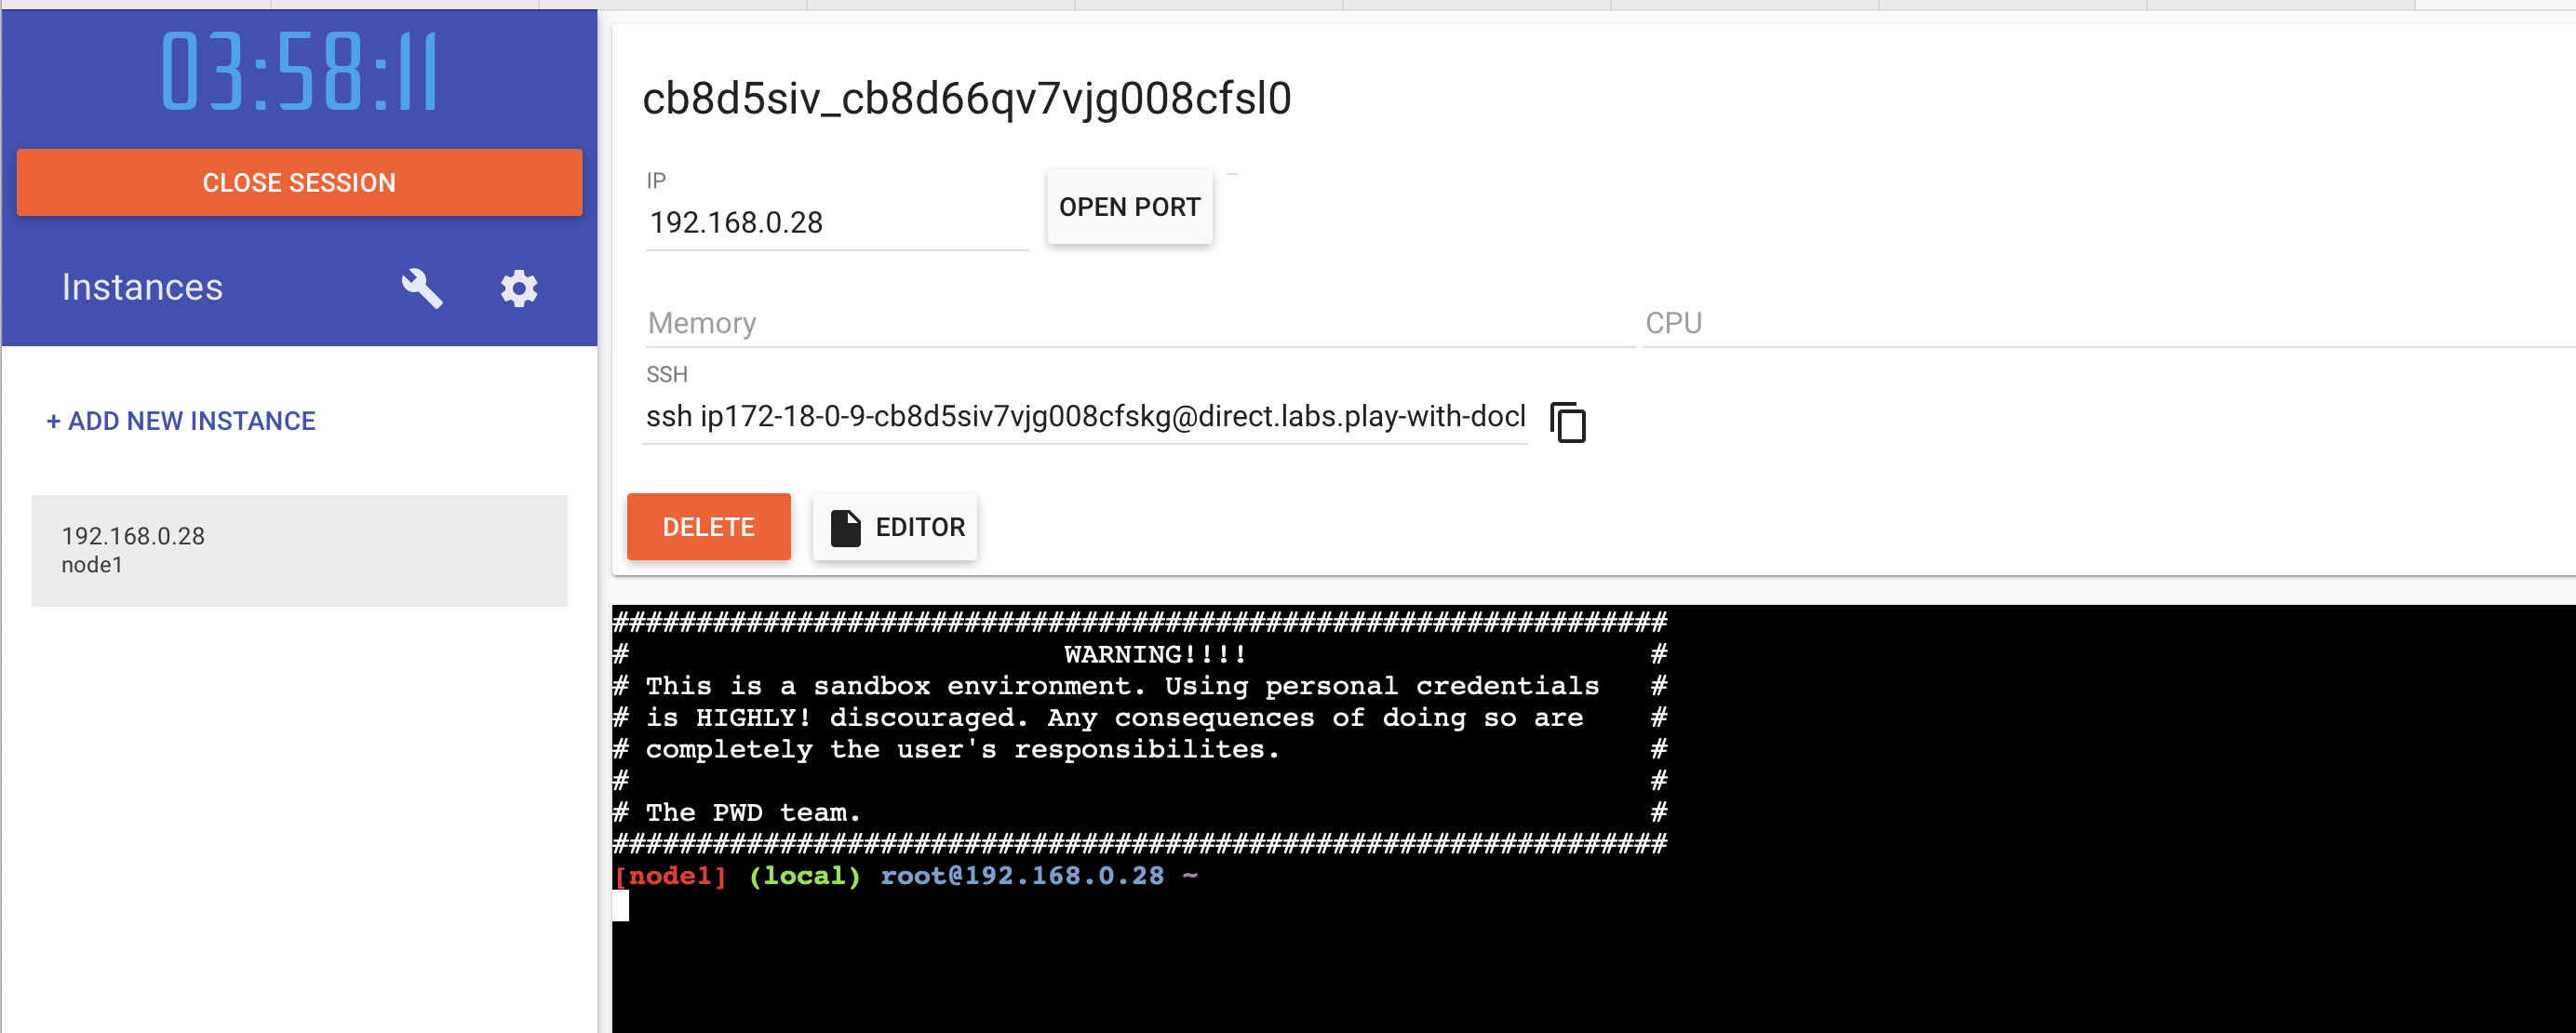 03:58:11
CLOSE SESSION
Instances
+ ADD NEW INSTANCE
192.168.0.28
node1
cb8d5siv_cb8d66qv7vjg008cfsl0
IP
192.168.0.28
OPEN PORT
Memory
CPU
SSH
ssh ip172-18-0-9-cb8d5siv7vjg008cfskg@direct.labs.play-with-docl
DELETE
EDITOR
###############################################################
# WARNING!!!! #
# This is a sandbox environment. Using personal credentials #
# is HIGHLY! discouraged. Any consequences of doing so are #
# completely the user's responsibilites. #
# #
# The PWD team. #
###############################################################
[node1] (local) root@192.168.0.28 ~